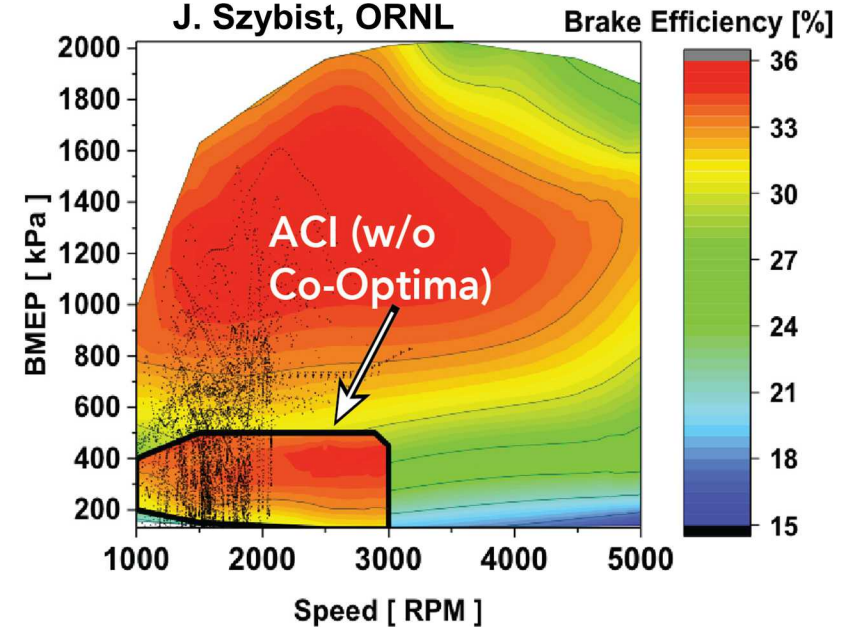 J. Szybist, ORNL
Brake Efficiency [%]
2000
1800
1600
1400
1200
1000
800
600
400
200
BMEP [ kPa ]
ACI (w/o
Co-Optima)
36
33
30
27
24
21
18
15
1000 2000 3000 4000 5000
Speed [ RPM ]